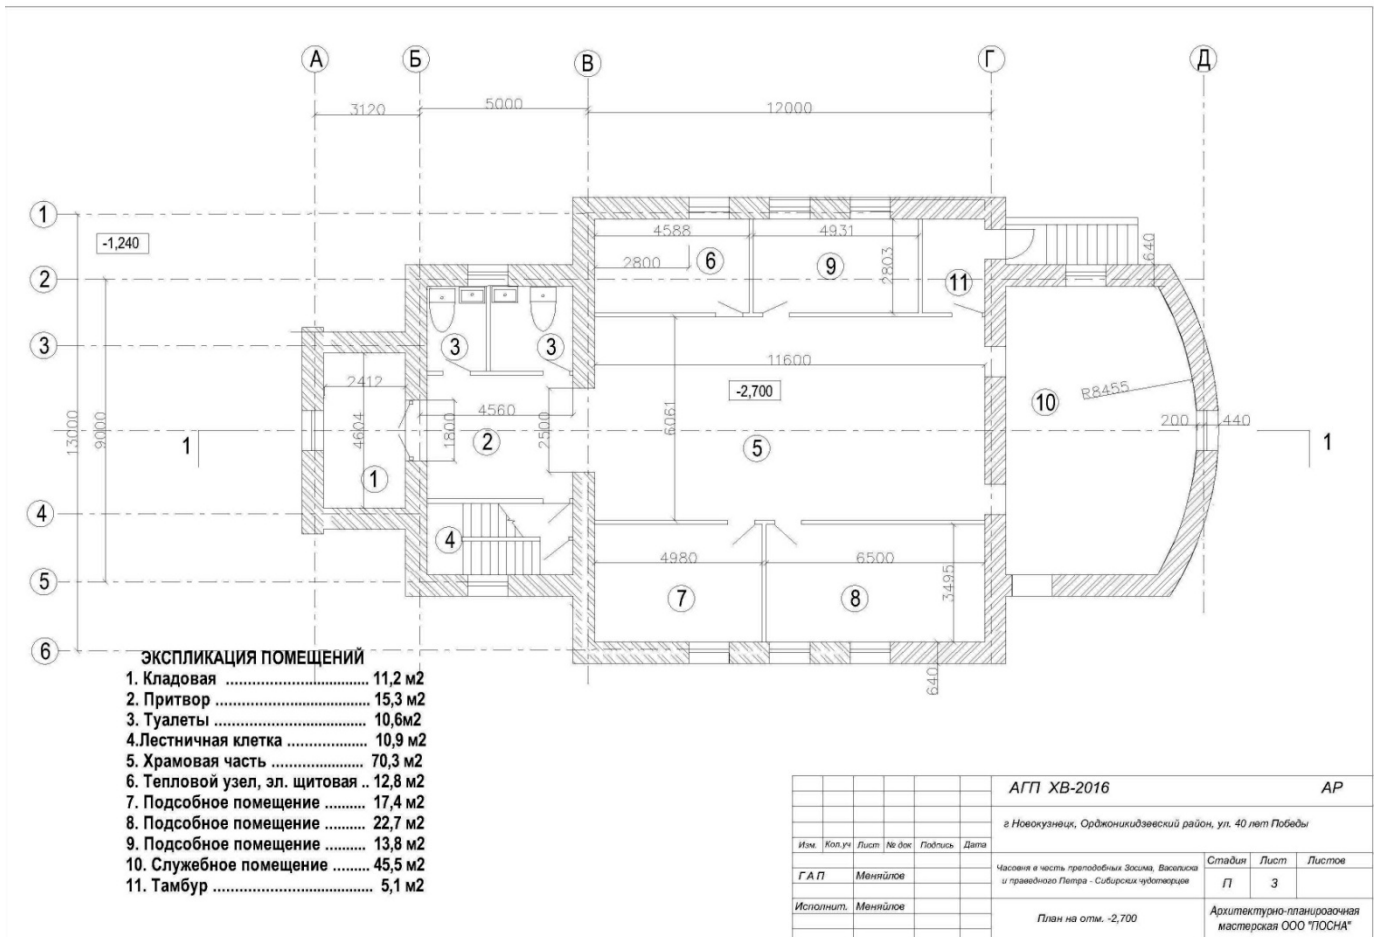 А Б В Г Д
3120 5000 12000
1
-1,240
4588 4931
640
2800 6 9 2803 11
2
3 3 3
11600
2412 -2,700 10 R8455
4560
13000 9000 4604 1800 2 2500 6061 200 440
1 5 1
1
4 4
4980 6500
5 3495
7 8
6 640
ЭКСПЛИКАЦИЯ ПОМЕЩЕНИЙ
1. Кладовая .................................. 11,2 м2
2. Притвор ..................................... 15,3 м2
3. Туалеты .................................... 10,6м2
4.Лестничная клетка ................... 10,9 м2
5. Храмовая часть ...................... 70,3 м2
6. Тепловой узел, эл. щитовая .. 12,8 м2
7. Подсобное помещение .......... 17,4 м2
8. Подсобное помещение .......... 22,7 м2
9. Подсобное помещение .......... 13,8 м2
10. Служебное помещение ......... 45,5 м2
11. Тамбур ...................................... 5,1 м2
АГП ХВ-2016 АР
г Новокузнецк, Орджоникидзевский район, ул. 40 лет Победы
Изм. Кол.уч Лист № док Подпись Дата
Часовня в честь преподобных Зосима, Василиска
и праведного Петра - Сибирских чудотворцев
Стадия Лист Листов
ГАП Меняйлов
П 3
Исполнит. Меняйлов
План на отм. -2,700
Архитектурно-планировочная
мастерская ООО "ПОСНА"